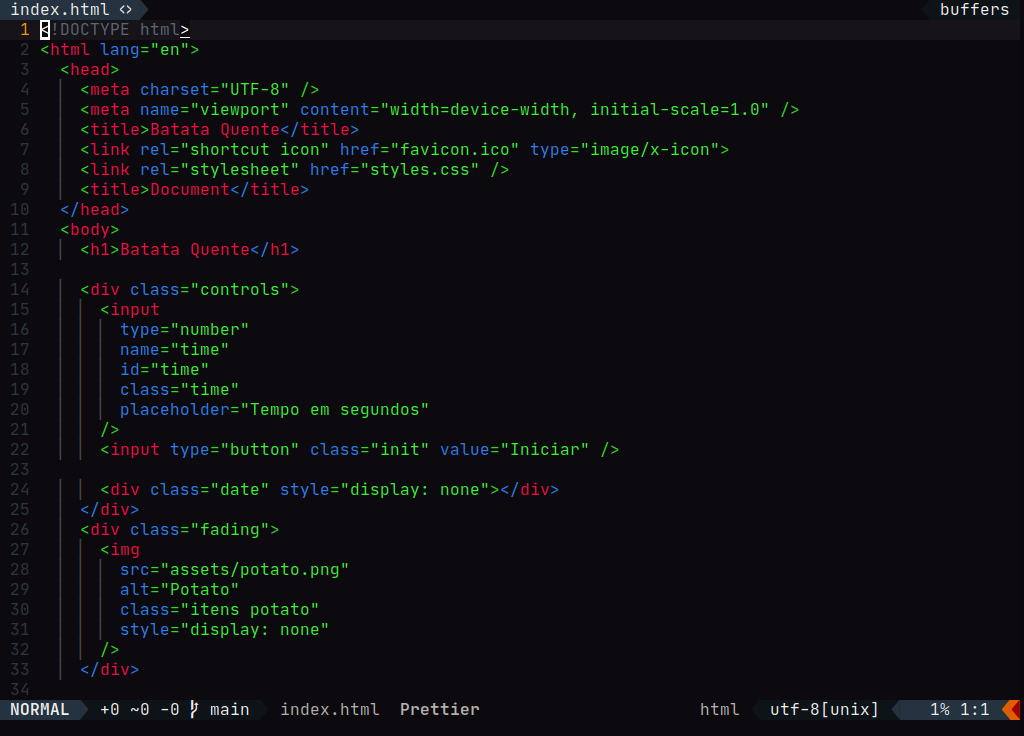 index.html <> buffers
1 <!DOCTYPE html>
2 <html lang="en">
3 <head>
4 <meta charset="UTF-8" />
5 <meta name="viewport" content="width=device-width, initial-scale=1.0" />
6 <title>Batata Quente</title>
7 <link rel="shortcut icon" href="favicon.ico" type="image/x-icon">
8 <link rel="stylesheet" href="styles.css" />
9 <title>Document</title>
10 </head>
11 <body>
12 <h1>Batata Quente</h1>
13
14 <div class="controls">
15 <input
16 type="number"
17 name="time"
18 id="time"
19 class="time"
20 placeholder="Tempo em segundos"
21 />
22 <input type="button" class="init" value="Iniciar" />
23
24 <div class="date" style="display: none"></div>
25 </div>
26 <div class="fading">
27 <img
28 src="assets/potato.png"
29 alt="Potato"
30 class="itens potato"
31 style="display: none"
32 />
33 </div>
34
NORMAL +0 ~0 -0 main index.html Prettier html utf-8[unix] 1% 1:1